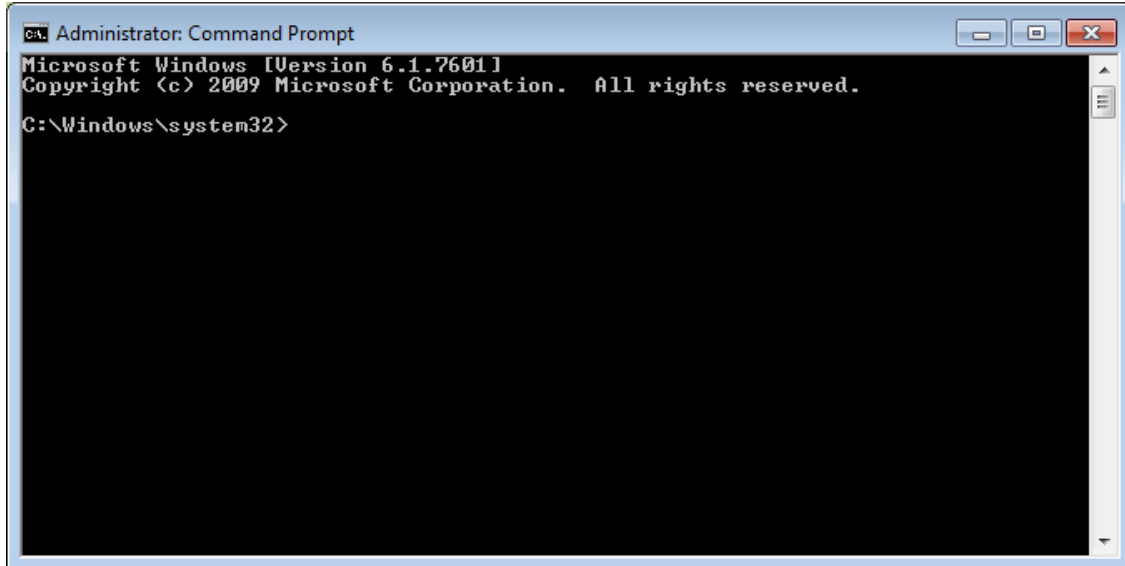 Administrator: Command Prompt
Microsoft Windows [Version 6.1.7601]
Copyright (c) 2009 Microsoft Corporation.  All rights reserved.
C:\Windows\system32>